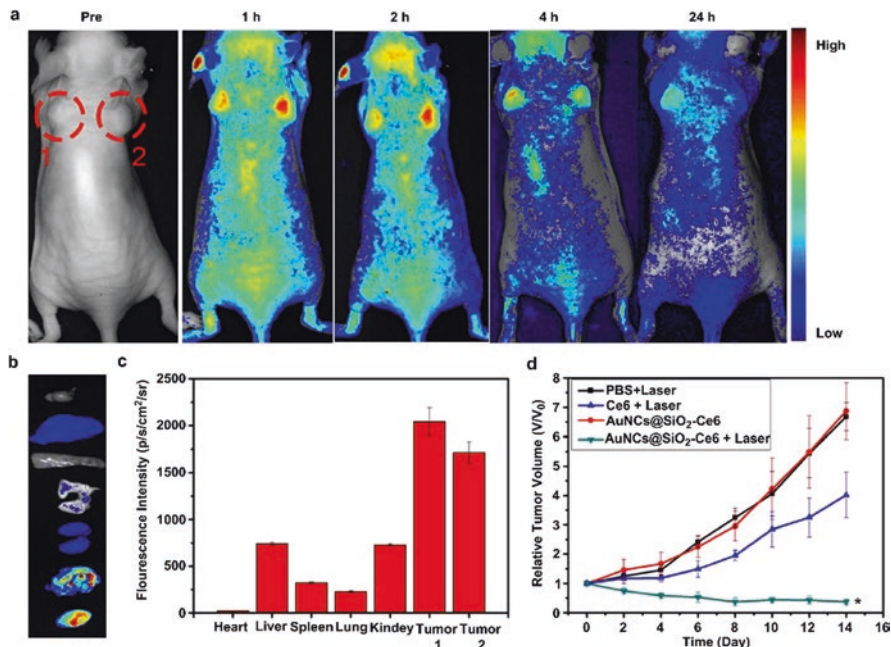 a
Pre 1 h 2 h 4 h 24 h
High
1 2
Low
b
c
Flourescence Intensity (p/s/cm²/sr)
2500
2000
1500
1000
500
250
0
Heart Liver Spleen Lung Kindey Tumor 1 Tumor 2
d
Relative Tumor Volume (V/V₀)
8
7
6
5
4
3
2
1
0
-1
PBS+Laser
Ce6 + Laser
AuNCs@SiO₂-Ce6
AuNCs@SiO₂-Ce6 + Laser
*
0 2 4 6 8 10 12 14 16
Time (Day)